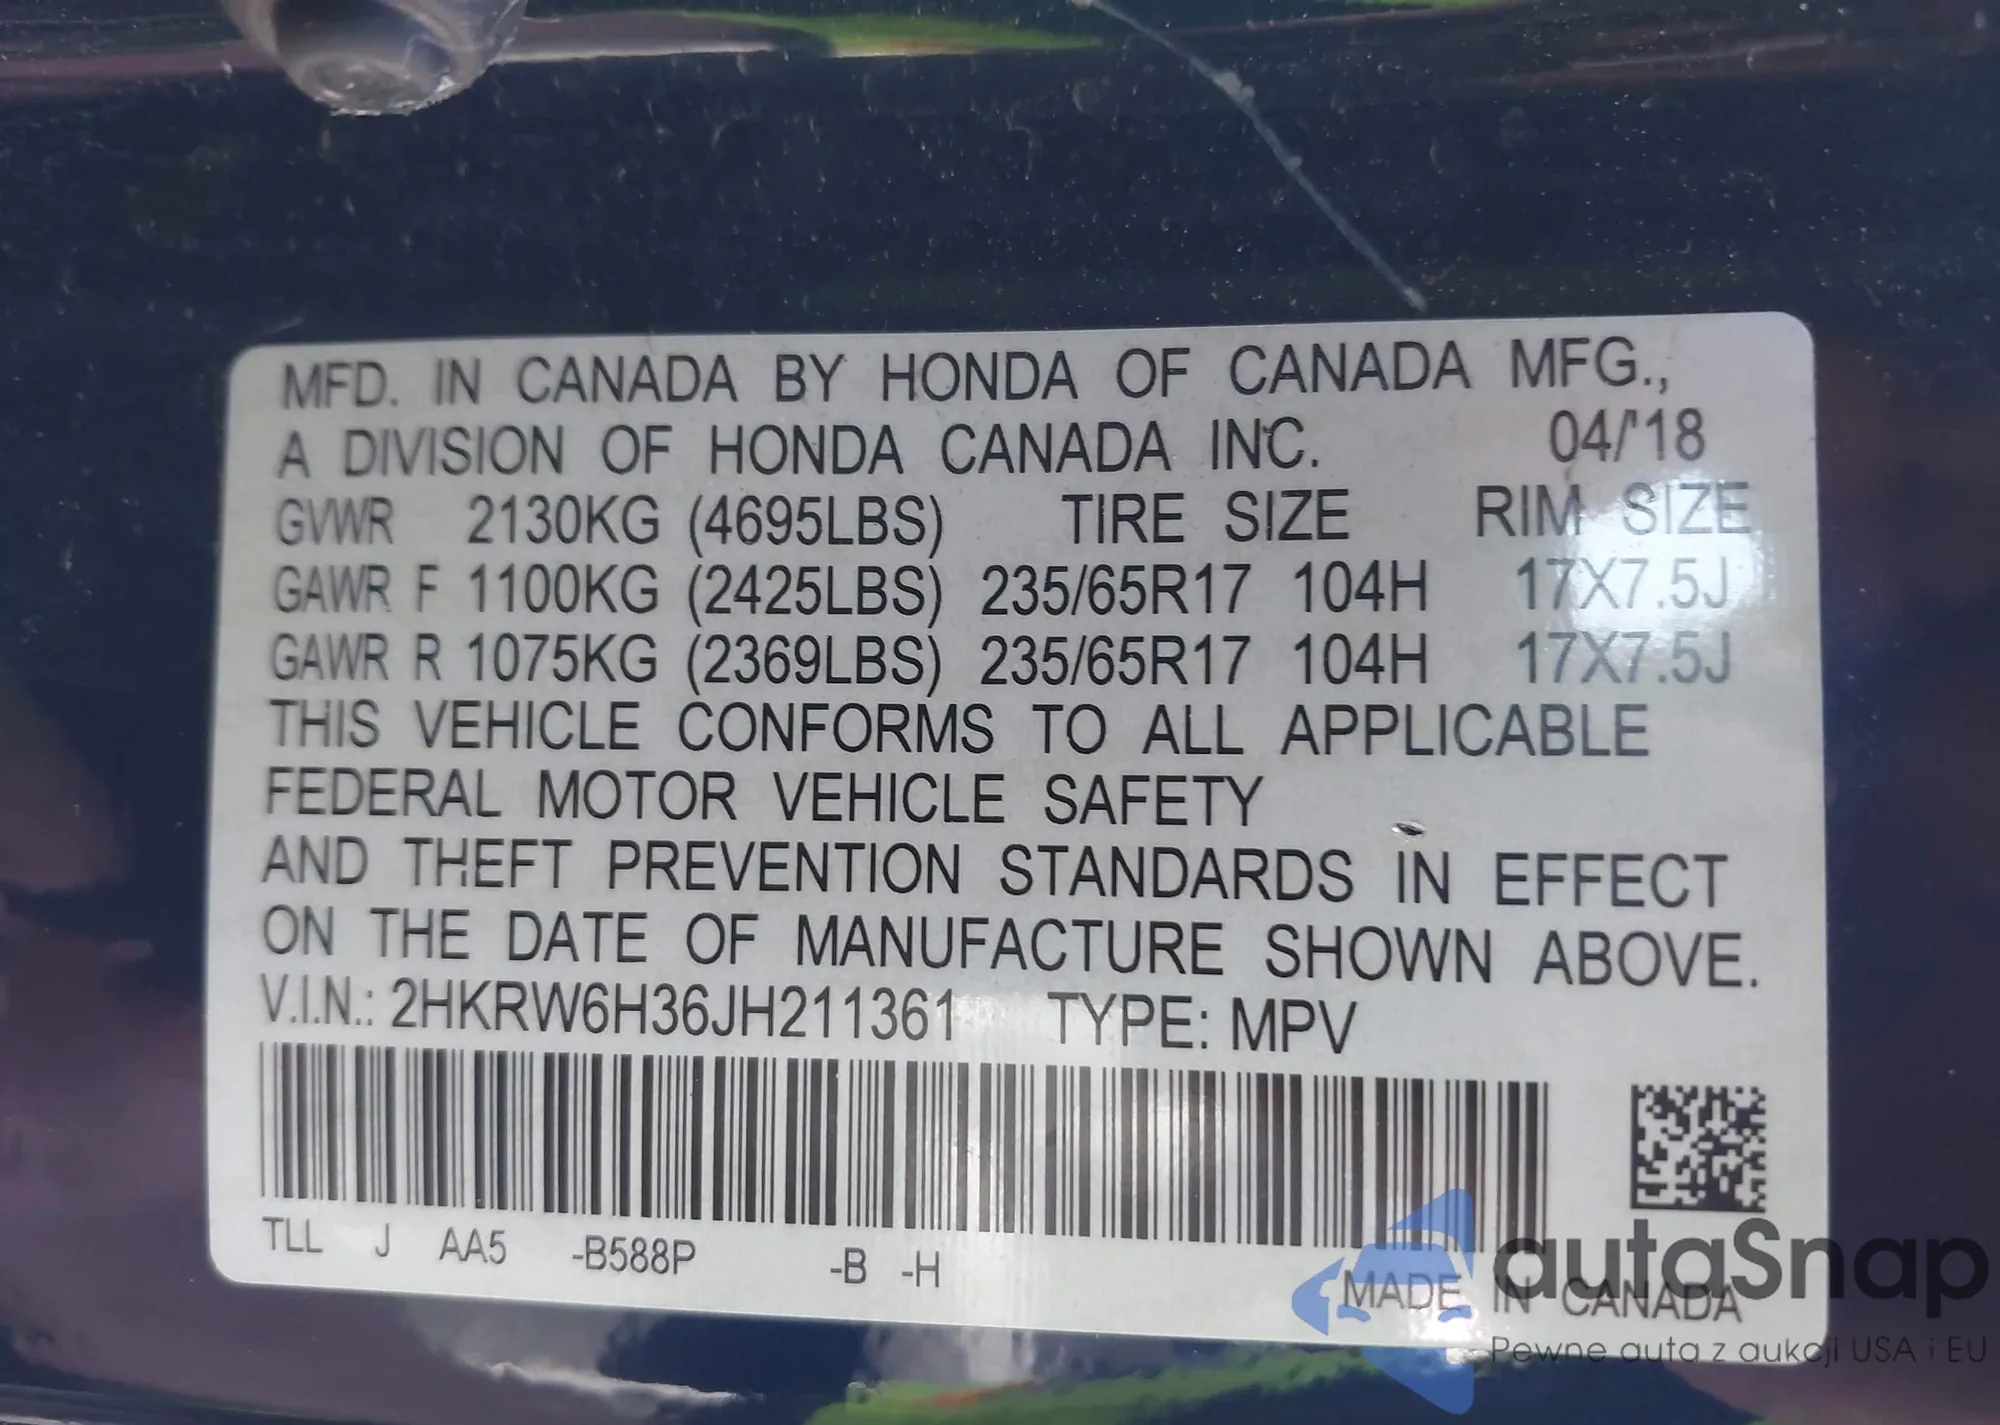 MFD. IN CANADA BY HONDA OF CANADA MFG.,
A DIVISION OF HONDA CANADA INC. 04/'18
GVWR 2130KG (4695LBS) TIRE SIZE RIM SIZE
GAWR F 1100KG (2425LBS) 235/65R17 104H 17X7.5J
GAWR R 1075KG (2369LBS) 235/65R17 104H 17X7.5J
THIS VEHICLE CONFORMS TO ALL APPLICABLE
FEDERAL MOTOR VEHICLE SAFETY
AND THEFT PREVENTION STANDARDS IN EFFECT
ON THE DATE OF MANUFACTURE SHOWN ABOVE.
V.I.N.: 2HKRW6H36JH211361 TYPE: MPV
TLL J AA5 -B588P -B -H
MADE IN CANADA
autaSnap
Pewne auta z aukcji USA i EU